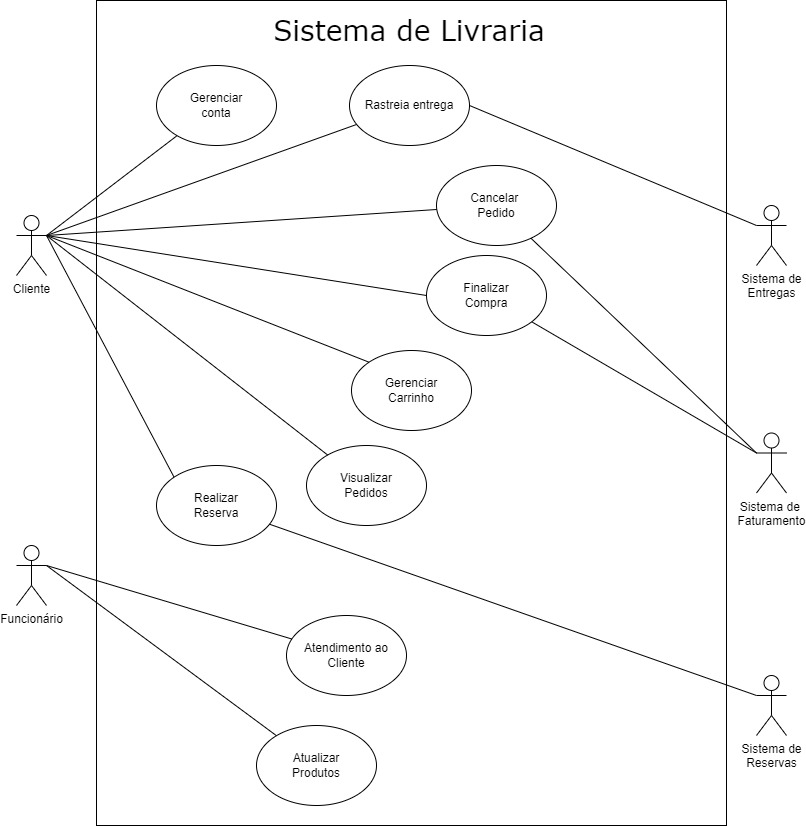 Sistema de Livraria
Gerenciar
conta
Rastreia entrega
Cancelar
Pedido
Cliente
Sistema de
Entregas
Finalizar
Compra
Gerenciar
Carrinho
Visualizar
Pedidos
Realizar
Reserva
Sistema de
Faturamento
Funcionário
Atendimento ao
Cliente
Sistema de
Reservas
Atualizar
Produtos